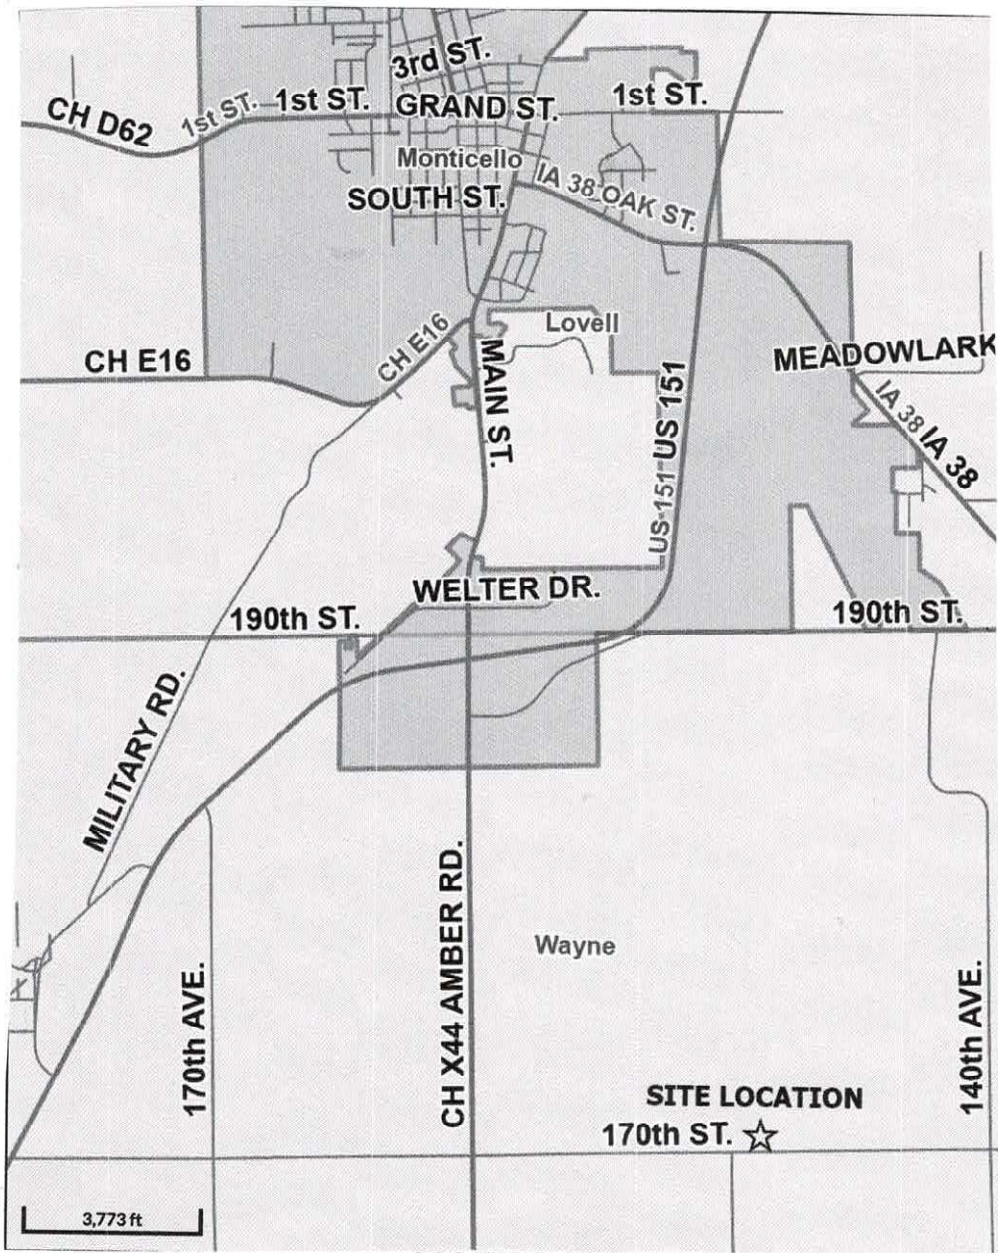 3rd ST.
CH D62
1st ST.
1st ST.
GRAND ST.
1st ST.
Monticello
SOUTH ST.
IA 38 OAK ST.
CH E16
CH E16
Lovell
MAIN ST.
US 151
US 151
MEADOWLARK
IA 38
IA 38
WELTER DR.
190th ST.
190th ST.
MILITARY RD.
CH X44 AMBER RD.
Wayne
170th AVE.
140th AVE.
SITE LOCATION
170th ST.
3,773 ft